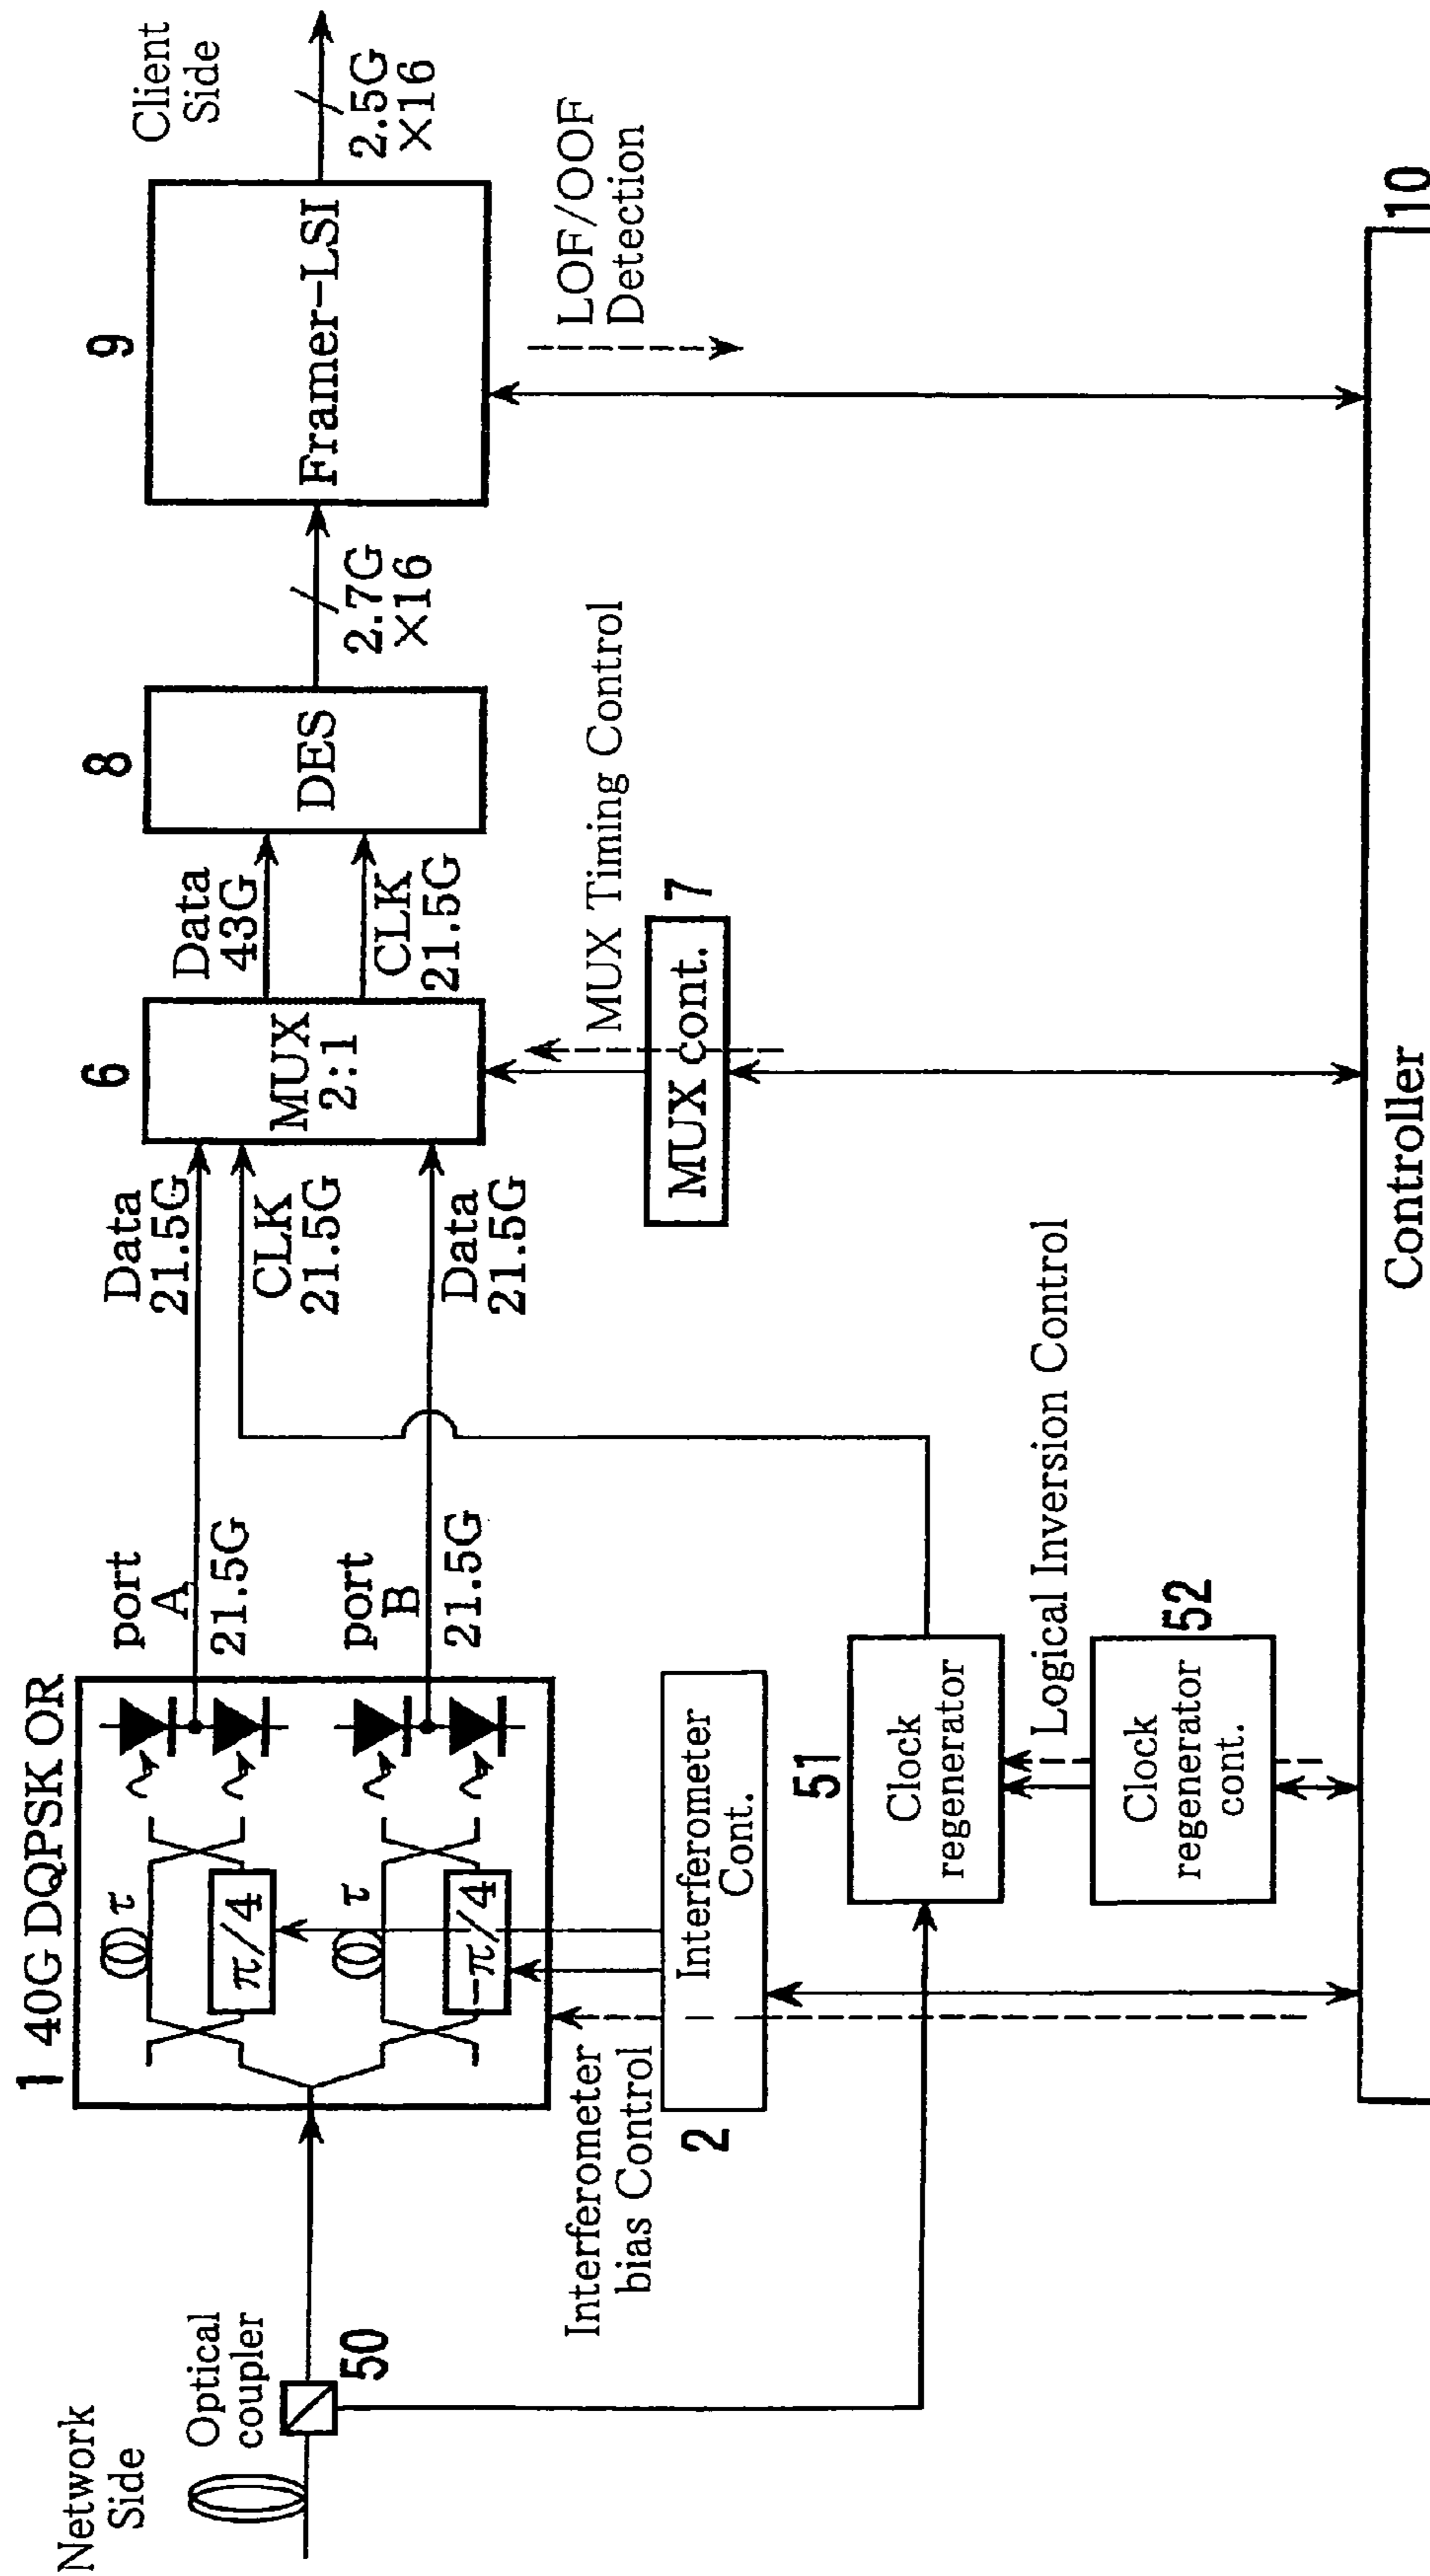 Network
Side
Optical
coupler
50
1 40G DQPSK OR
τ
π/4
τ
-π/4
port
A
21.5G
port
B
21.5G
Interferometer
bias Control
2
Interferometer
Cont.
51
Clock
regenerator
Logical Inversion Control
52
Clock
regenerator
cont.
Data
21.5G
CLK
21.5G
Data
21.5G
6
MUX
2:1
MUX Timing Control
7
MUX cont.
Data
43G
CLK
21.5G
8
DES
2.7G
×16
9
Framer-LSI
LOF/OOF
Detection
Client
Side
2.5G
×16
Controller
10